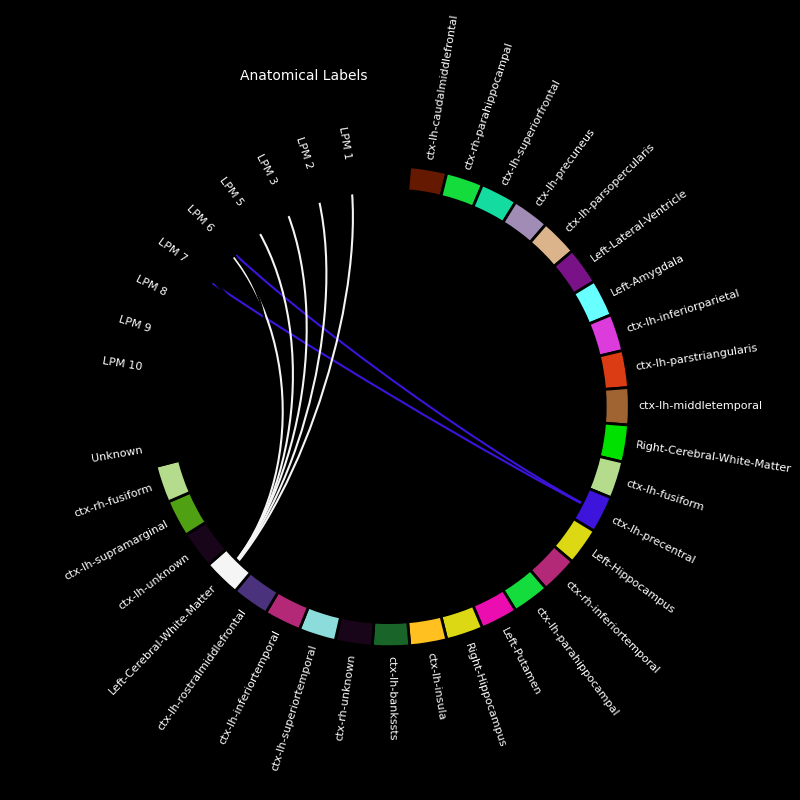 Anatomical Labels
LPM 1
LPM 2
LPM 3
LPM 5
LPM 6
LPM 7
LPM 8
LPM 9
LPM 10
Unknown
ctx-rh-fusiform
ctx-lh-supramarginal
ctx-lh-unknown
Left-Cerebral-White-Matter
ctx-lh-rostralmiddlefrontal
ctx-lh-inferiortemporal
ctx-lh-superiortemporal
ctx-rh-unknown
ctx-lh-bankssts
ctx-lh-insula
Right-Hippocampus
Left-Putamen
ctx-lh-parahippocampal
ctx-rh-inferiortemporal
Left-Hippocampus
ctx-lh-precentral
ctx-lh-fusiform
Right-Cerebral-White-Matter
ctx-lh-middletemporal
ctx-lh-parstriangularis
ctx-lh-inferiorparietal
Left-Amygdala
Left-Lateral-Ventricle
ctx-lh-parsopercularis
ctx-lh-precuneus
ctx-lh-superiorfrontal
ctx-rh-parahippocampal
ctx-lh-caudalmiddlefrontal